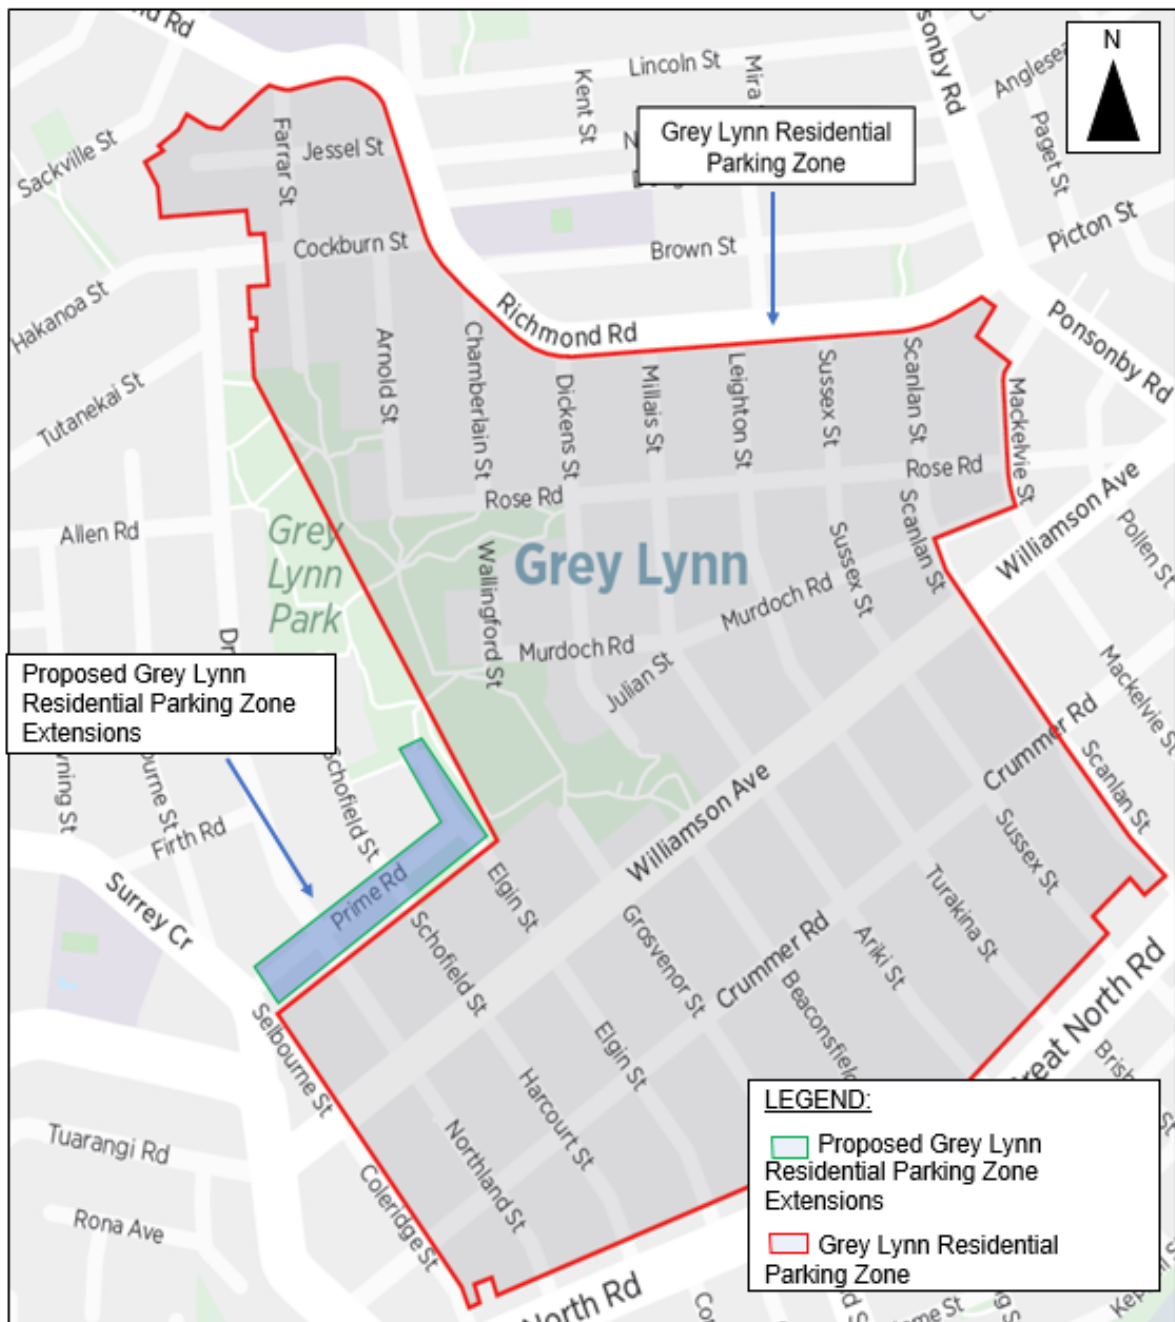 N
Lincoln St
Kent St
Anglesea
Paget St
Sackville St
Farrar St
Jessel St
Grey Lynn Residential
Parking Zone
Picton St
Cockburn St
Brown St
Hakanoa St
Richmond Rd
Ponsonby Rd
Arnold St
Chamberlain St
Dickens St
Millais St
Leighton St
Sussex St
Scanlan St
Mackelvie St
Tutanekai St
Rose Rd
Rose Rd
Allen Rd
Grey
Lynn
Park
Grey Lynn
Wallingford St
Scanlan St
Sussex St
Williamson Ave
Pollen St
Murdoch Rd
Murdoch Rd
Julian St
Proposed Grey Lynn
Residential Parking Zone
Extensions
Mackelvie St
Crummer Rd
Scanlan St
Schofield St
Firth Rd
Williamson Ave
Sussex St
Surrey Cr
Prime Rd
Elgin St
Turakina St
Schofield St
Grosvenor St
Crummer Rd
Ariki St
Beaconsfield
Great North Rd
Selbourne St
Elgin St
Harcourt St
Tuarangi Rd
Northland St
Coleridge St
Rona Ave
North Rd
LEGEND:
Proposed Grey Lynn
Residential Parking Zone
Extensions
Grey Lynn Residential
Parking Zone